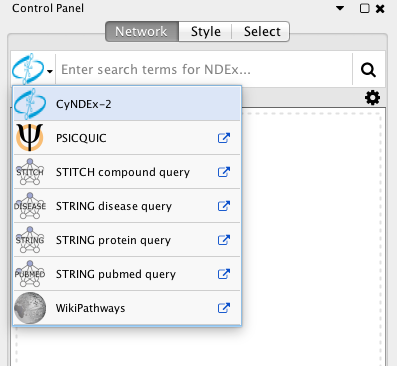 Control Panel
Network Style Select
Enter search terms for NDEx...
CyNDEx-2
PSICQUIC
STITCH STITCH compound query
DISEASE STRING disease query
STRING STRING protein query
PUBMED STRING pubmed query
WikiPathways